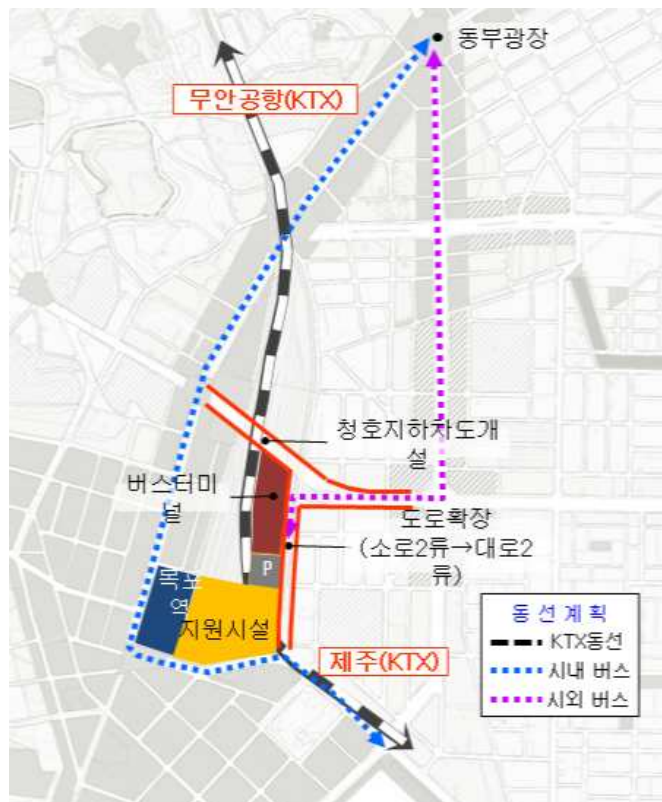 동부광장
무안공항(KTX)
청호지하차도개
설
버스터미
널
도로확장
(소로2류→대로2
류)
P
목포
역
지원시설
제주(KTX)
동선계획
KTX동선
시내 버스
시외 버스